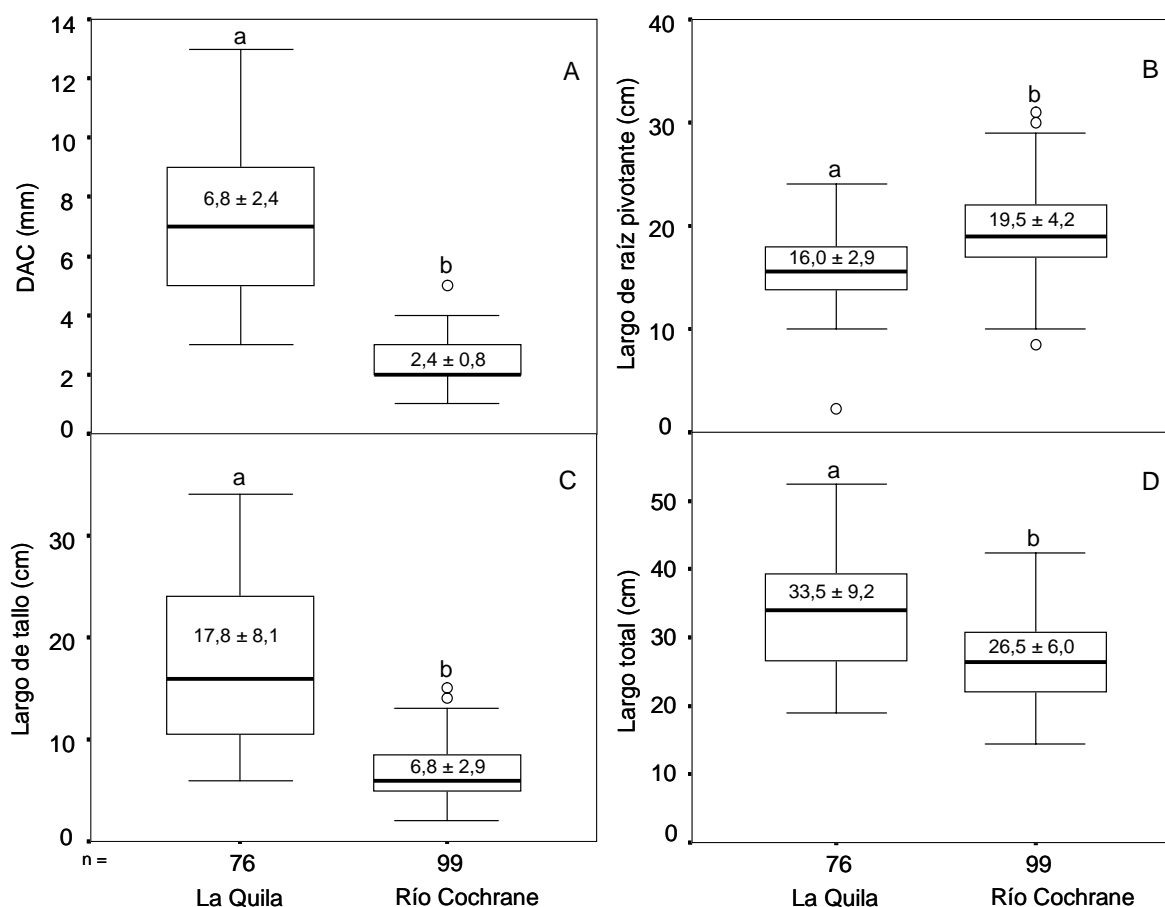 14
12
10
8
6
4
2
0
DAC (mm)
a
6,8 ± 2,4
b
2,4 ± 0,8
A
40
30
20
10
0
Largo de raíz pivotante (cm)
a
16,0 ± 2,9
b
19,5 ± 4,2
B
30
20
10
0
Largo de tallo (cm)
a
17,8 ± 8,1
b
6,8 ± 2,9
C
50
40
30
20
10
0
Largo total (cm)
a
33,5 ± 9,2
b
26,5 ± 6,0
D
n = 76 99 76 99
La Quila Río Cochrane La Quila Río Cochrane